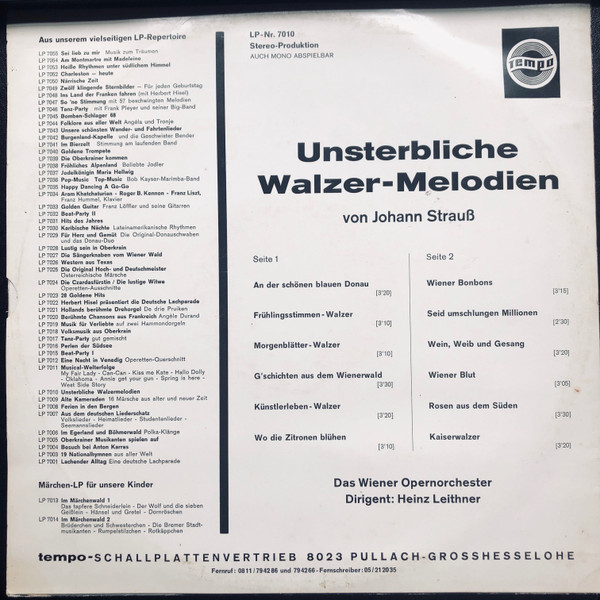 Aus unserem vielseitigen LP-Repertoire
LP 7055 Sei lieb zu mir Musik zum Träumen
LP 7054 Am Montmartre mit Madeleine
LP 7053 Heiße Rhythmen unter südlichem Himmel
LP 7052 Charleston – heute
LP 7050 Närrische Zeit
LP 7049 Zwölf klingende Sternbilder – Für jeden Geburtstag
LP 7048 Ins Land der Franken fahren (mit Herbert Hisel)
LP 7047 So 'ne Stimmung mit 57 beschwingten Melodien
LP 7046 Tanz-Party mit Frank Pleyer und seiner Big-Band
LP 7045 Bomben-Schlager 68
LP 7044 Folklore aus aller Welt Angéla und Tronja
LP 7043 Unsere schönsten Wander- und Fahrtenlieder
LP 7042 Burgenland-Kapelle und die Geschwister Bender
LP 7041 Im Bierzelt Stimmung am laufenden Band
LP 7040 Goldene Trompete
LP 7039 Die Oberkrainer kommen
LP 7038 Fröhliches Alpenland Beliebte Jodler
LP 7037 Jodelkönigin Maria Hellwig
LP 7036 Pop-Music Top-Music Bob Kayser-Marimba-Band
LP 7035 Happy Dancing A Go-Go
LP 7034 Aram Khatchaturian - Roger B. Kennon - Franz Liszt,
Franz Hummel, Klavier
LP 7033 Golden Guitar Franz Löffler und seine Gitarren
LP 7032 Beat-Party II
LP 7031 Hits des Jahres
LP 7030 Karibische Nächte Lateinamerikanische Rhythmen
LP 7029 Für Herz und Gemüt Die Original-Donauschwaben
und das Donau-Duo
LP 7028 Lustig sein in Oberkrain
LP 7027 Die Sängerknaben vom Wiener Wald
LP 7026 Western aus Texas
LP 7025 Die Original Hoch- und Deutschmeister
Österreichische Märsche
LP 7024 Die Czardasfürstin / Die lustige Witwe
Operetten-Ausschnitte
LP 7023 28 Goldene Hits
LP 7022 Herbert Hisel präsentiert die Deutsche Lachparade
LP 7021 Hollands berühmte Drehorgel De drie Pruiken
LP 7020 Berühmte Chansons aus Frankreich Angèle Durand
LP 7019 Musik für Verliebte auf zwei Hammondorgeln
LP 7018 Volksmusik aus Oberkrain
LP 7017 Tanz-Party gut gemischt
LP 7016 Perlen der Südsee
LP 7015 Beat-Party I
LP 7012 Eine Nacht in Venedig Operetten-Querschnitt
LP 7011 Musical-Welterfolge
My Fair Lady - Can-Can - Kiss me Kate - Hallo Dolly
- Oklahoma - Annie get your gun - Spring is here -
West Side Story
LP 7010 Unsterbliche Walzermelodien
LP 7009 Alte Kameraden 16 Märsche aus alter und neuer Zeit
LP 7008 Ferien in den Bergen
LP 7007 Aus dem deutschen Liederschatz
Volkslieder - Heimatlieder - Studentenlieder -
Seemannslieder
LP 7006 Im Egerland und Böhmerwald Polka-Klänge
LP 7005 Oberkrainer Musikanten spielen auf
LP 7004 Besuch bei Anton Karras
LP 7003 19 Nationalhymnen aus aller Welt
LP 7001 Lachender Alltag Eine deutsche Lachparade
Märchen-LP für unsere Kinder
LP 7013 Im Märchenwald 1
Das tapfere Schneiderlein - Der Wolf und die sieben
Geißlein - Hänsel und Gretel - Dornröschen
LP 7014 Im Märchenwald 2
Brüderchen und Schwesterchen - Die Bremer Stadt-
musikanten - Rumpelstilzchen - Rotkäppchen
LP-Nr. 7010
Stereo-Produktion
AUCH MONO ABSPIELBAR
tempo
Unsterbliche
Walzer-Melodien
von Johann Strauß
Seite 1
An der schönen blauen Donau
[3'20]
Frühlingsstimmen-Walzer
[3'10]
Morgenblätter-Walzer
[3'10]
G'schichten aus dem Wienerwald
[3'30]
Künstlerleben-Walzer
[3'20]
Wo die Zitronen blühen
[3'10]
Seite 2
Wiener Bonbons
[3'15]
Seid umschlungen Millionen
[2'30]
Wein, Weib und Gesang
[3'20]
Wiener Blut
[3'05]
Rosen aus dem Süden
[3'30]
Kaiserwalzer
[3'20]
Das Wiener Opernorchester
Dirigent: Heinz Leithner
tempo-SCHALLPLATTENVERTRIEB 8023 PULLACH-GROSSHESSELOHE
Fernruf: 0811/794286 und 794266 - Fernschreiber: 05/212035